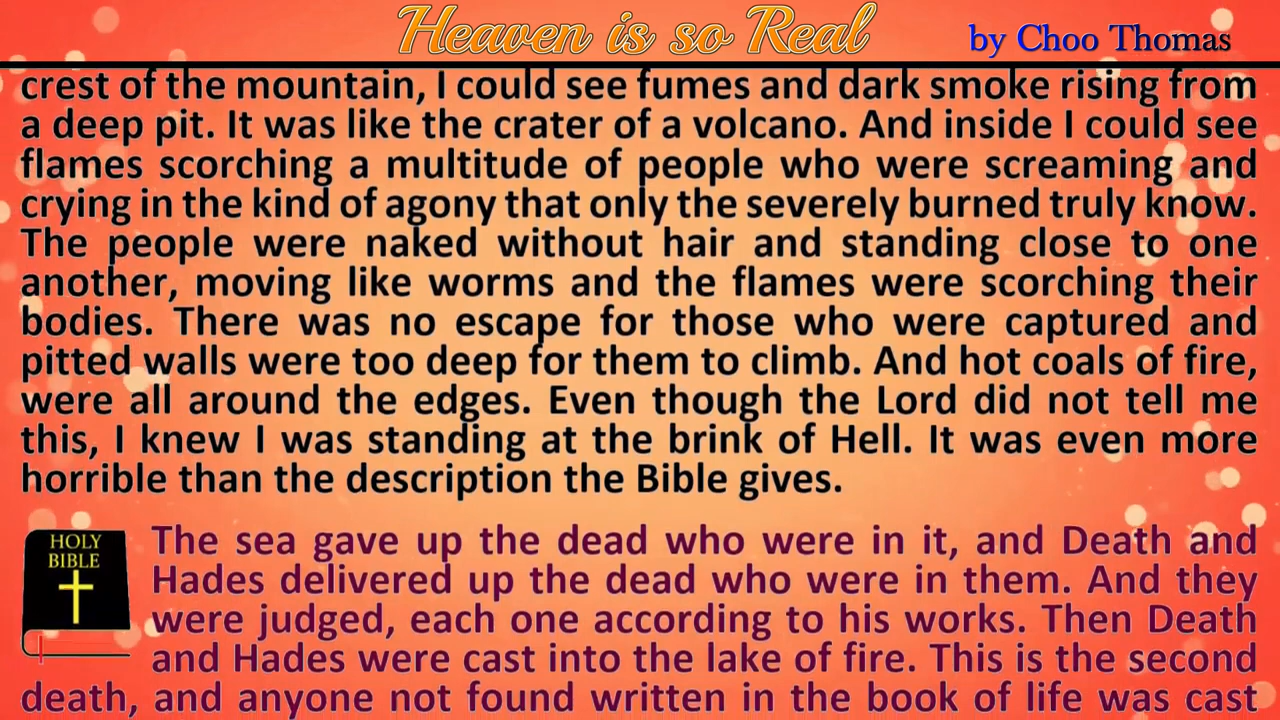 Heaven is so Real
by Choo Thomas
crest of the mountain, I could see fumes and dark smoke rising from
a deep pit. It was like the crater of a volcano. And inside I could see
flames scorching a multitude of people who were screaming and
crying in the kind of agony that only the severely burned truly know.
The people were naked without hair and standing close to one
another, moving like worms and the flames were scorching their
bodies. There was no escape for those who were captured and
pitted walls were too deep for them to climb. And hot coals of fire,
were all around the edges. Even though the Lord did not tell me
this, I knew I was standing at the brink of Hell. It was even more
horrible than the description the Bible gives.
HOLY
BIBLE
The sea gave up the dead who were in it, and Death and
Hades delivered up the dead who were in them. And they
were judged, each one according to his works. Then Death
and Hades were cast into the lake of fire. This is the second
death, and anyone not found written in the book of life was cast